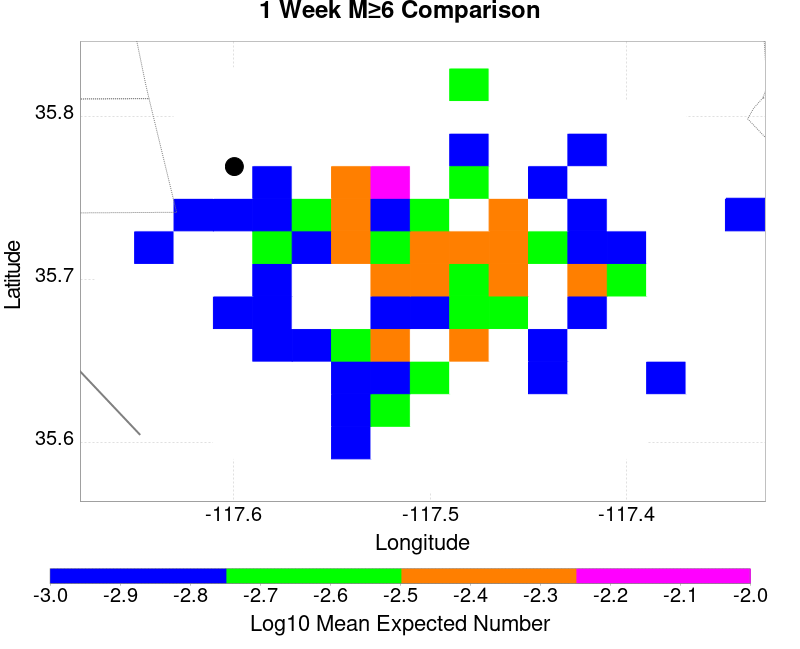 1 Week M≥6 Comparison
35.8
35.7
35.6
Latitude
-117.6 -117.5 -117.4
Longitude
-3.0 -2.9 -2.8 -2.7 -2.6 -2.5 -2.4 -2.3 -2.2 -2.1 -2.0
Log10 Mean Expected Number